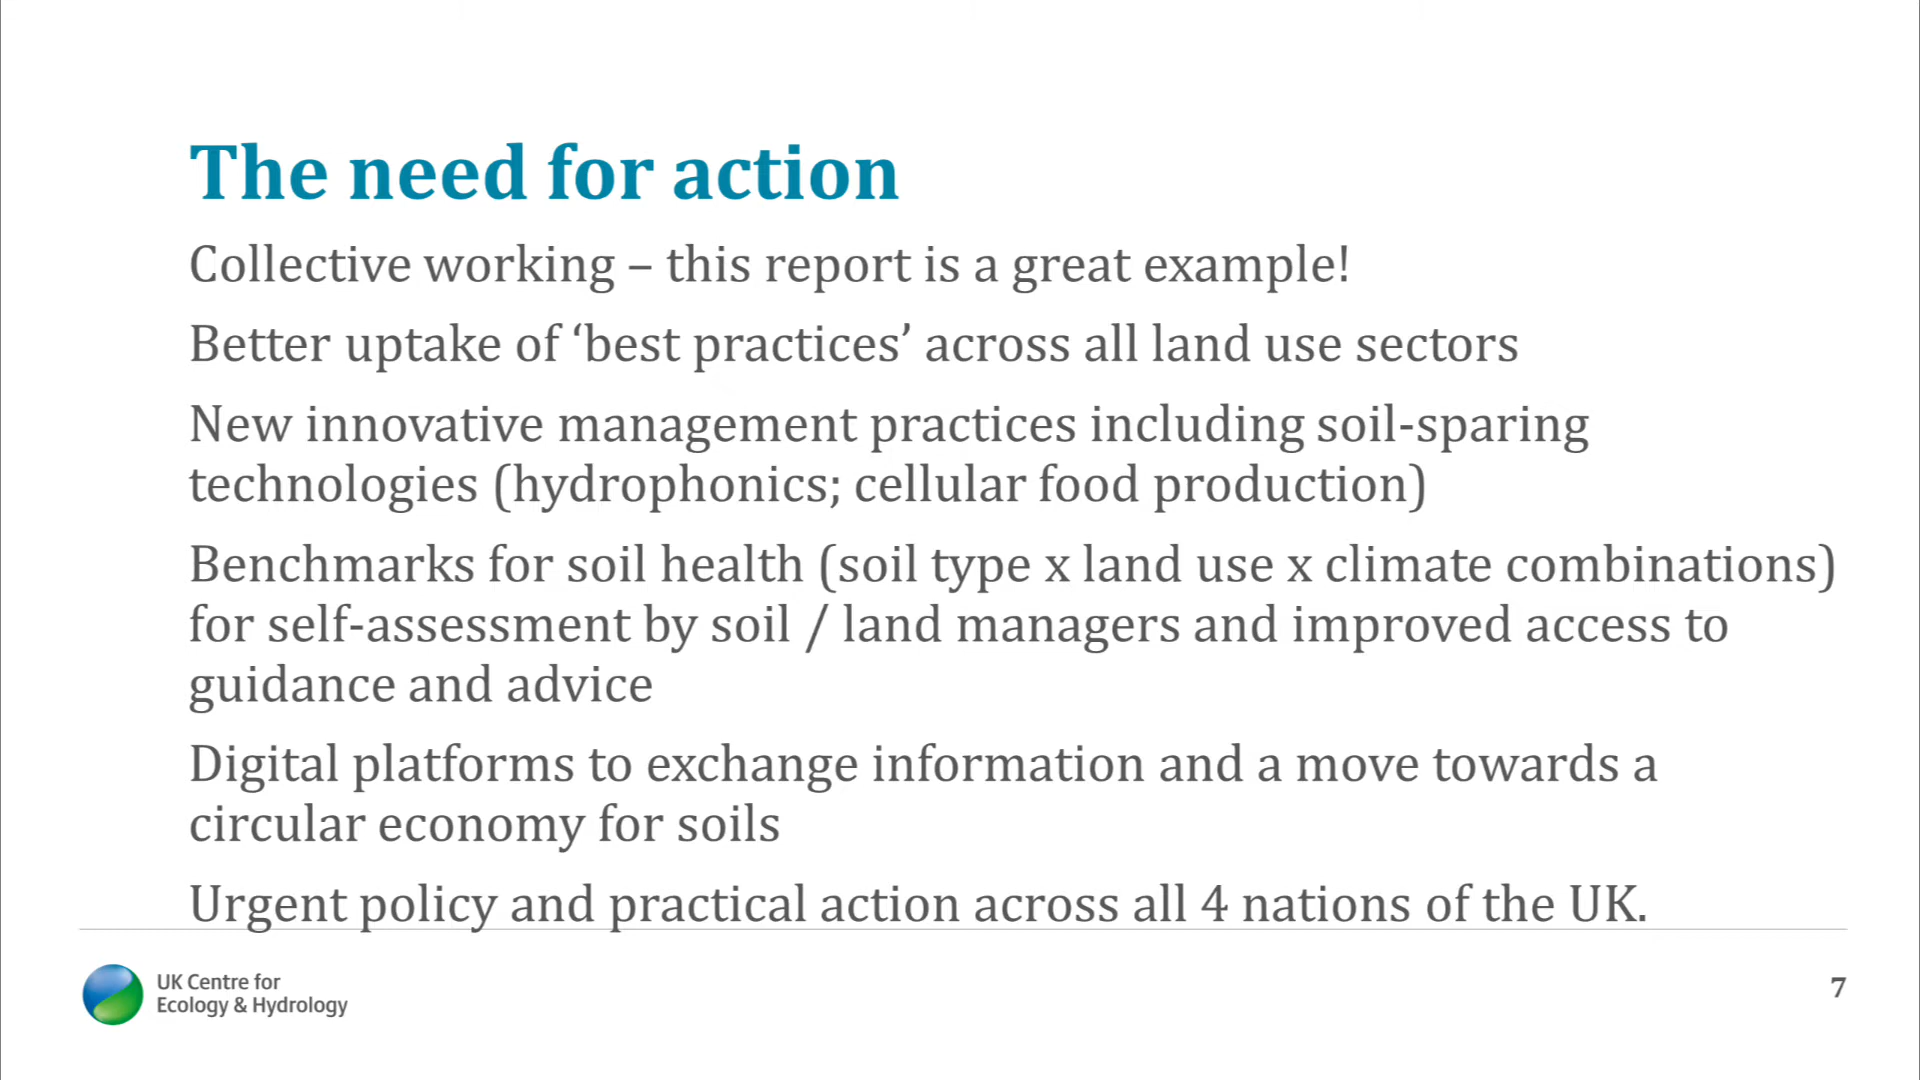 The need for action
Collective working – this report is a great example!
Better uptake of ‘best practices’ across all land use sectors
New innovative management practices including soil-sparing
technologies (hydrophonics; cellular food production)
Benchmarks for soil health (soil type x land use x climate combinations)
for self-assessment by soil / land managers and improved access to
guidance and advice
Digital platforms to exchange information and a move towards a
circular economy for soils
Urgent policy and practical action across all 4 nations of the UK.
UK Centre for
Ecology & Hydrology
7